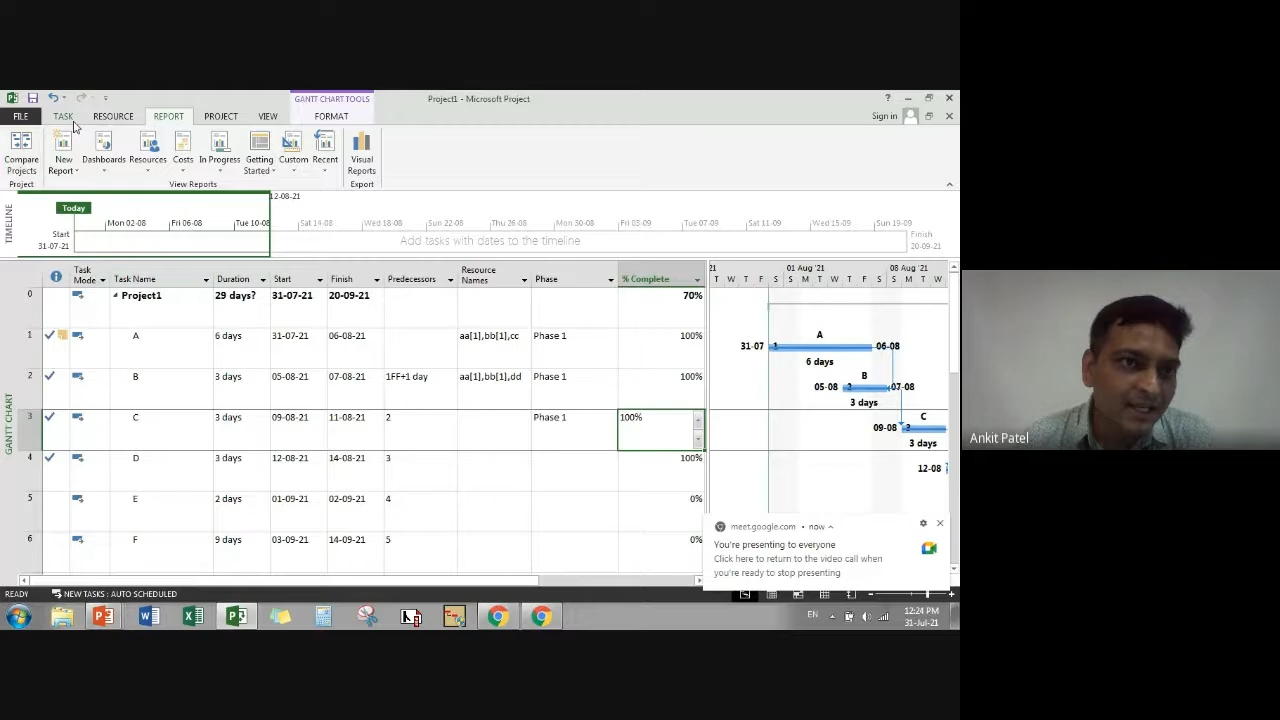 GANTT CHART TOOLS
Project1 - Microsoft Project
?
FILE TASK RESOURCE REPORT PROJECT VIEW FORMAT
Sign in
Compare Projects New Report Dashboards Resources Costs In Progress Getting Started Custom Recent Visual Reports
Project View Reports Export
12-08-21
Today
TIMELINE
Mon 02-08 Fri 06-08 Tue 10-08 Sat 14-08 Wed 18-08 Sun 22-08 Thu 26-08 Mon 30-08 Fri 03-09 Tue 07-09 Sat 11-09 Wed 15-09 Sun 19-09
Start
31-07-21
Add tasks with dates to the timeline
Finish
20-09-21
Task Mode Task Name Duration Start Finish Predecessors Resource Names Phase % Complete
0 Project1 29 days? 31-07-21 20-09-21 70%
1 A 6 days 31-07-21 06-08-21 aa[1],bb[1],cc Phase 1 100%
2 B 3 days 05-08-21 07-08-21 1FF+1 day aa[1],bb[1],dd Phase 1 100%
3 C 3 days 09-08-21 11-08-21 2 Phase 1 100%
4 D 3 days 12-08-21 14-08-21 3 100%
5 E 2 days 01-09-21 02-09-21 4 0%
6 F 9 days 03-09-21 14-09-21 5 0%
GANTT CHART
21 01 Aug '21 08 Aug '21
T W T F S S M T W T F S S M T W
A
31-07 1 06-08
6 days
B
05-08 2 07-08
3 days
C
09-08 3
3 days
12-08
meet.google.com • now
You're presenting to everyone
Click here to return to the video call when
you're ready to stop presenting
READY NEW TASKS : AUTO SCHEDULED
EN
12:24 PM
31-Jul-21
Ankit Patel